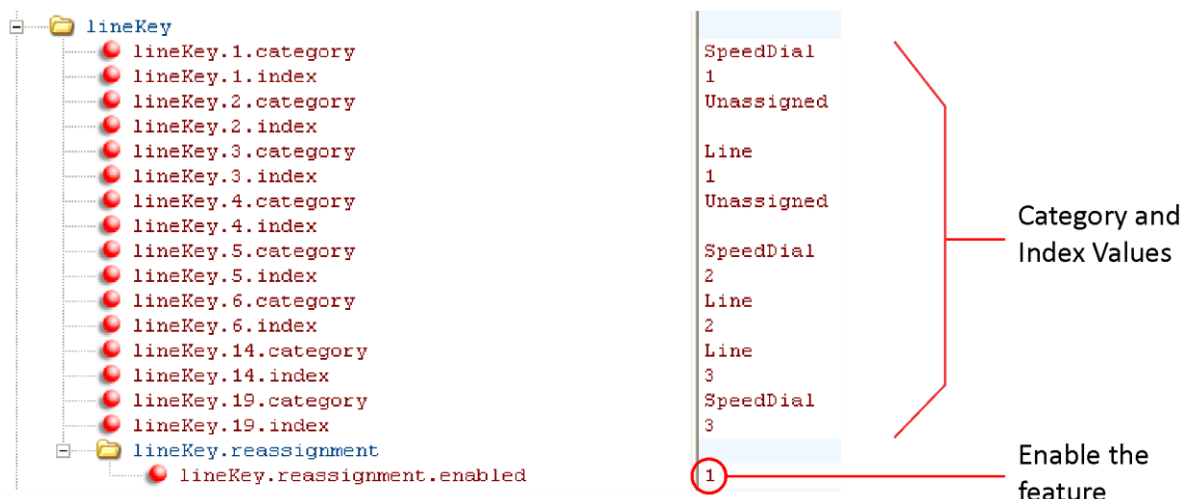 lineKey
lineKey.1.category SpeedDial
lineKey.1.index 1
lineKey.2.category Unassigned
lineKey.2.index
lineKey.3.category Line
lineKey.3.index 1
lineKey.4.category Unassigned
lineKey.4.index
lineKey.5.category SpeedDial
lineKey.5.index 2
lineKey.6.category Line
lineKey.6.index 2
lineKey.14.category Line
lineKey.14.index 3
lineKey.19.category SpeedDial
lineKey.19.index 3
lineKey.reassignment
lineKey.reassignment.enabled 1
Category and
Index Values
Enable the
feature